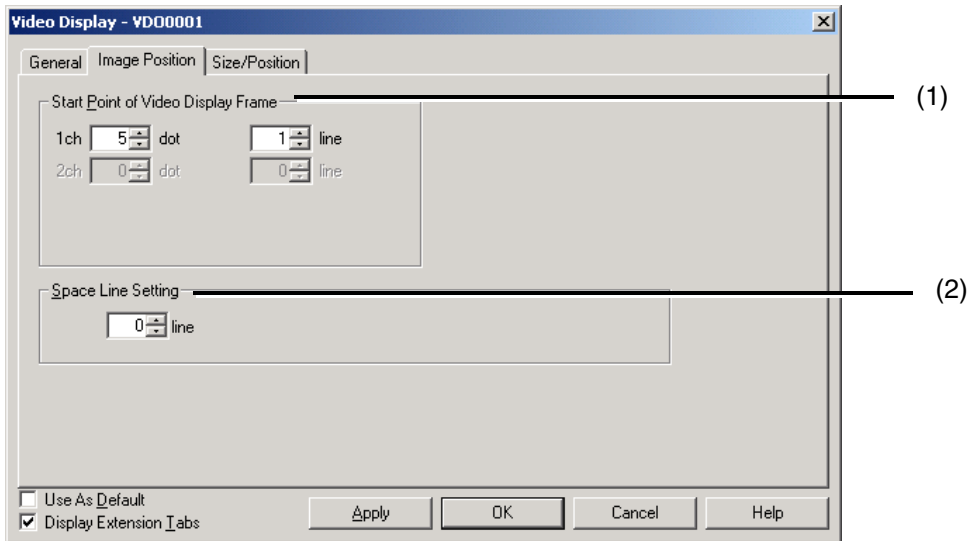 Video Display - VDO0001
General Image Position Size/Position
Start Point of Video Display Frame (1)
1ch 5 dot 1 line
2ch 0 dot 0 line
Space Line Setting (2)
0 line
Use As Default
Display Extension Tabs
Apply OK Cancel Help